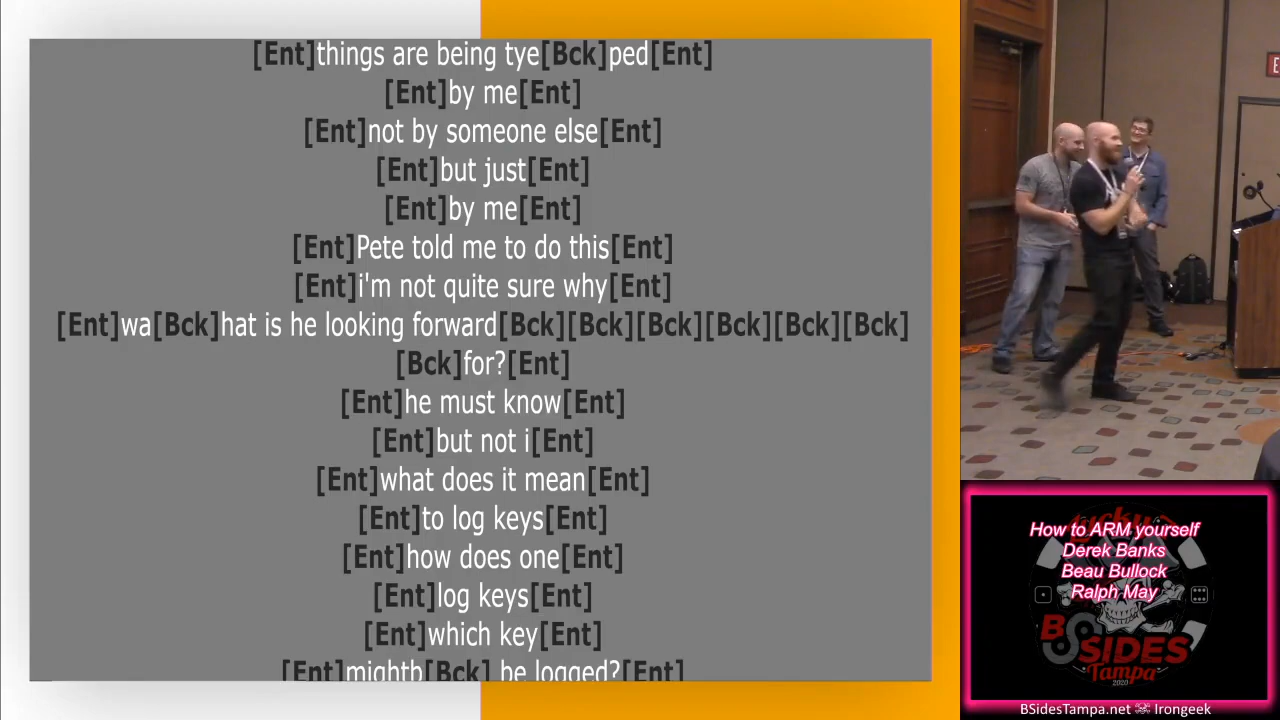 [Ent]things are being tye[Bck]ped[Ent]
[Ent]by me[Ent]
[Ent]not by someone else[Ent]
[Ent]but just[Ent]
[Ent]by me[Ent]
[Ent]Pete told me to do this[Ent]
[Ent]i'm not quite sure why[Ent]
[Ent]wa[Bck]hat is he looking forward[Bck][Bck][Bck][Bck][Bck][Bck]
[Bck]for?[Ent]
[Ent]he must know[Ent]
[Ent]but not i[Ent]
[Ent]what does it mean[Ent]
[Ent]to log keys[Ent]
[Ent]how does one[Ent]
[Ent]log keys[Ent]
[Ent]which key[Ent]
[Ent]mightb[Bck] be logged?[Ent]
E
How to ARM yourself
Derek Banks
Beau Bullock
Ralph May
BSIDES
Tampa
2020
BSidesTampa.net Irongeek